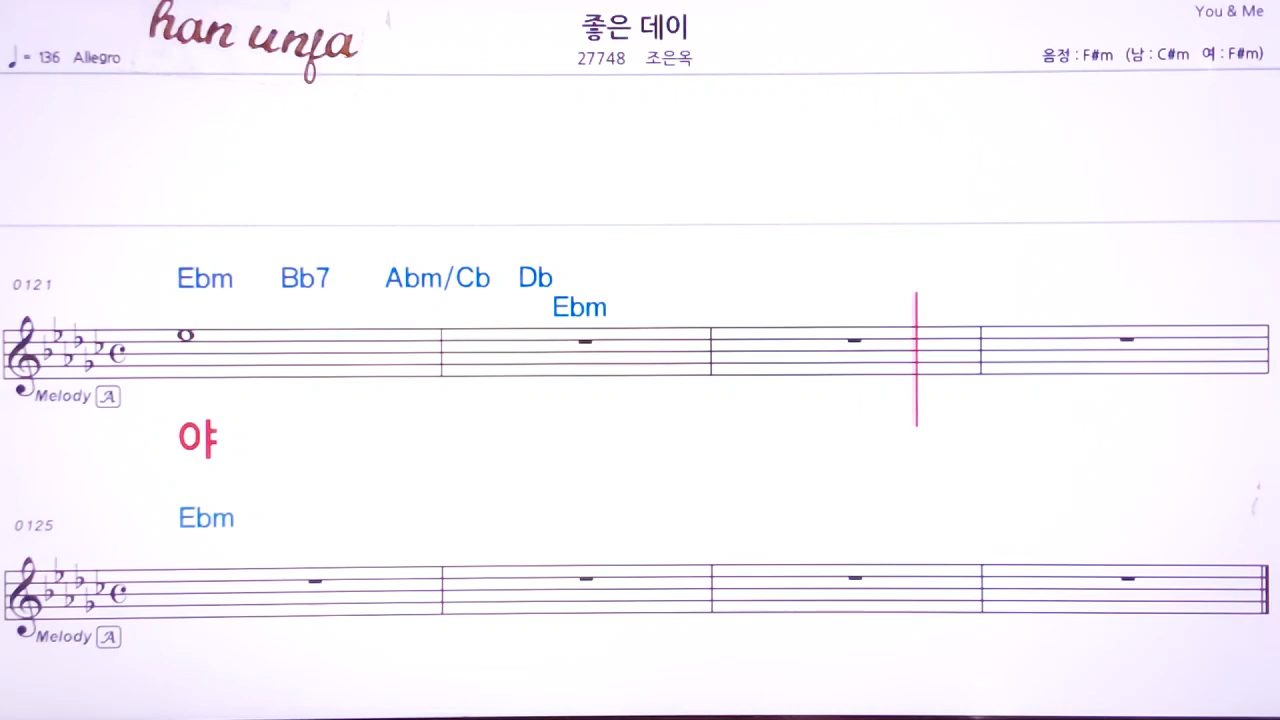 han unfa
좋은 데이
You & Me
♩= 136 Allegro
27748 조은옥
음정 : F#m (남 : C#m 여 : F#m)
0121
Ebm Bb7 Abm/Cb Db
Ebm
Melody A
야
0125
Ebm
Melody A